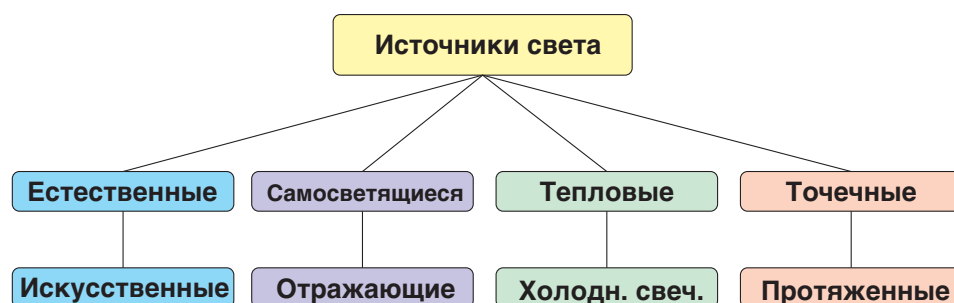 Источники света
Естественные
Самосветящиеся
Тепловые
Точечные
Искусственные
Отражающие
Холодн. свеч.
Протяженные